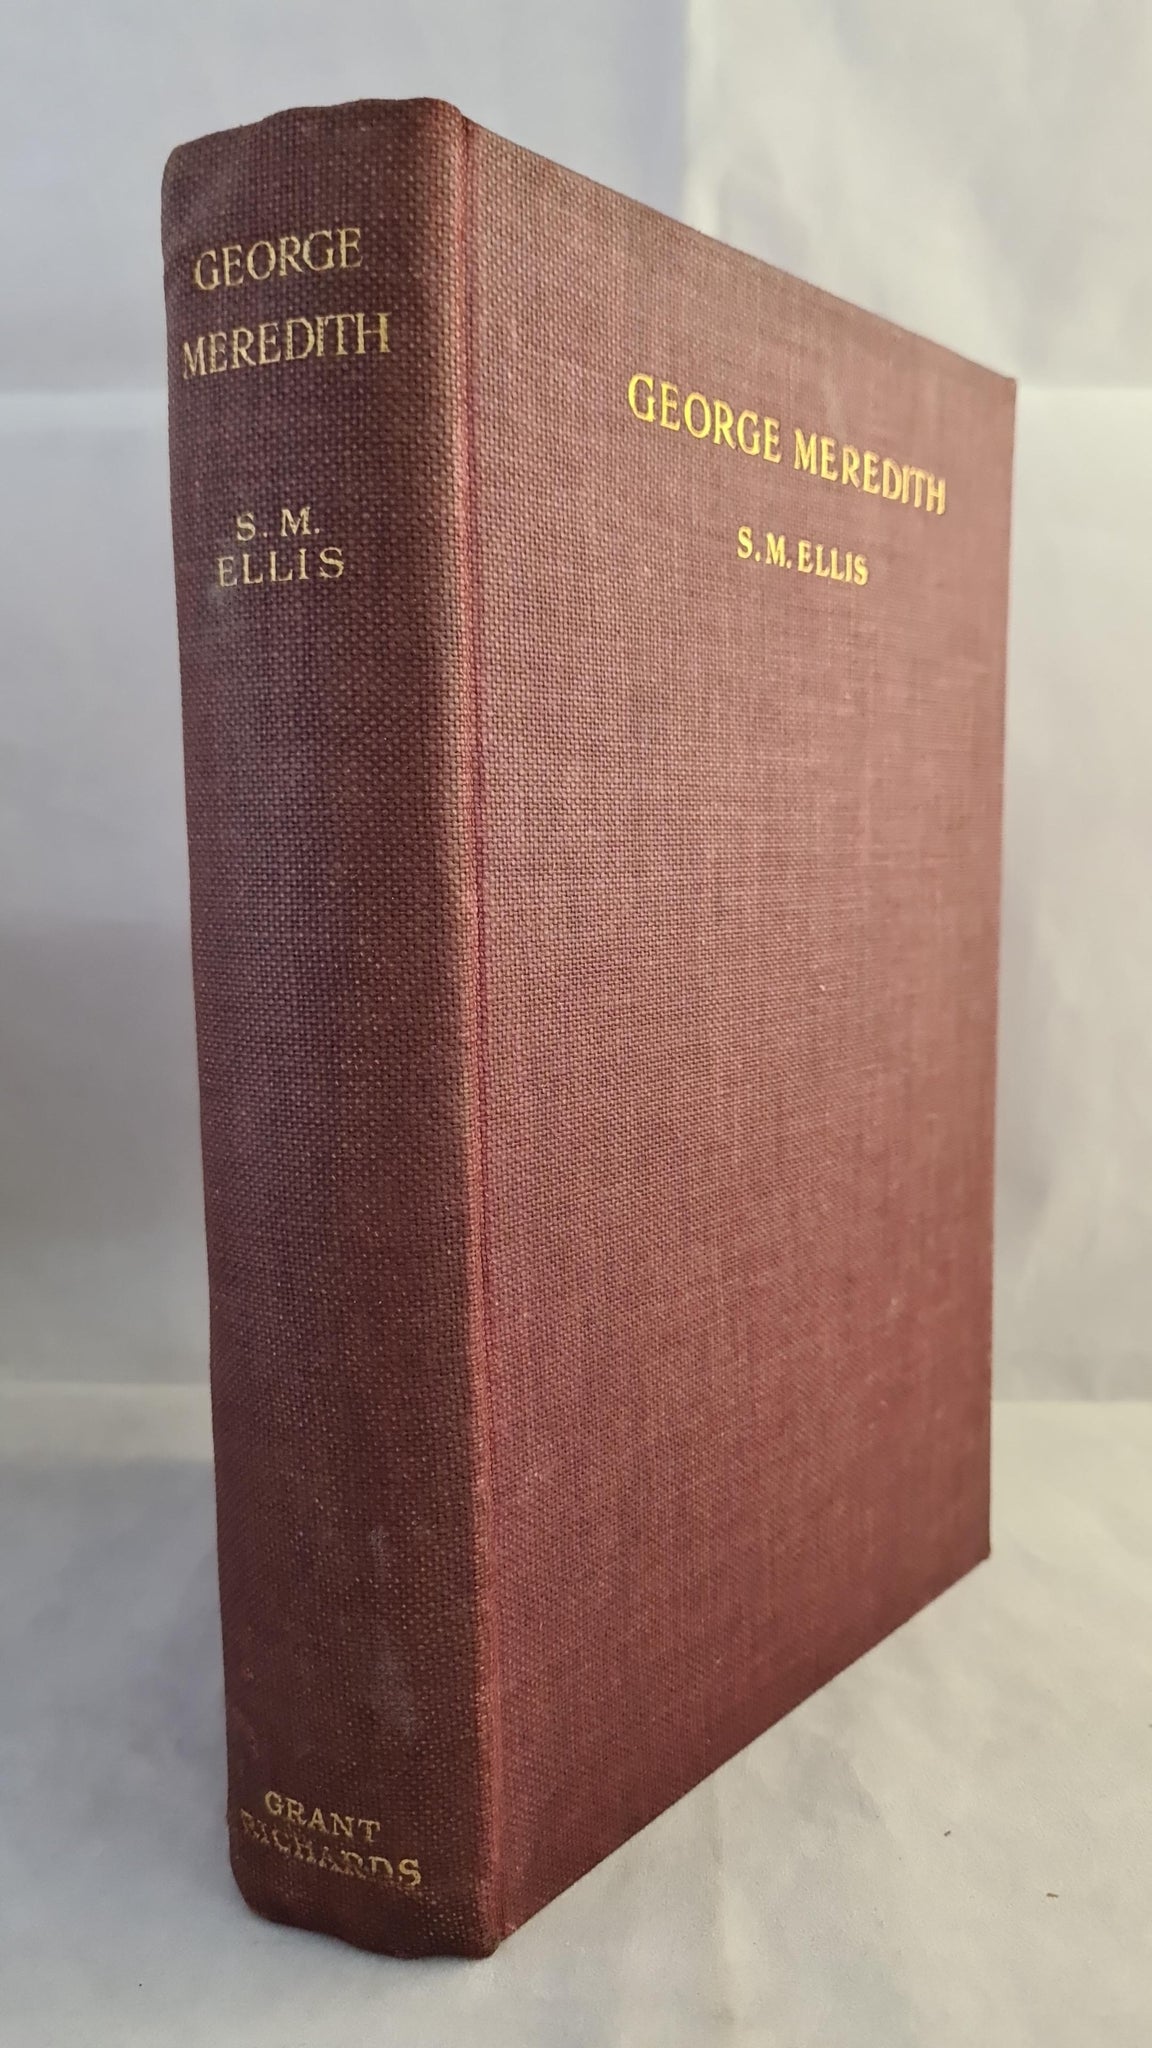 GEORGE
MEREDITH
S. M.
ELLIS
GRANT
RICHARDS
GEORGE MEREDITH
S. M. ELLIS